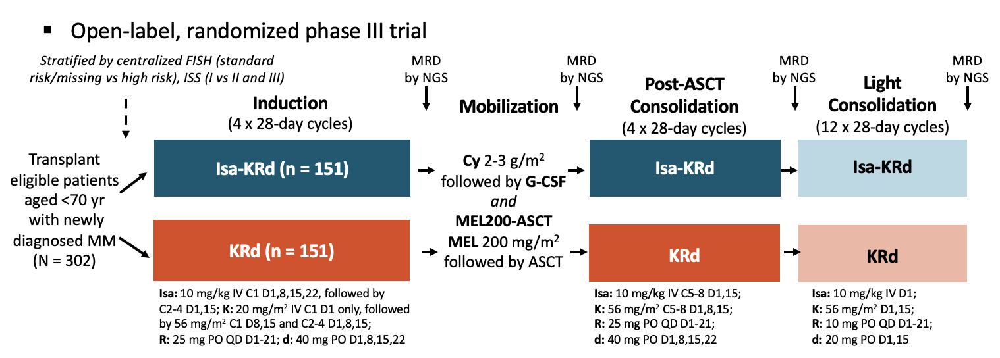 ▪ Open-label, randomized phase III trial
Stratified by centralized FISH (standard
risk/missing vs high risk), ISS (I vs II and III)
MRD
by NGS
MRD
by NGS
MRD
by NGS
MRD
by NGS
Induction
(4 x 28-day cycles)
Mobilization
Post-ASCT
Consolidation
(4 x 28-day cycles)
Light
Consolidation
(12 x 28-day cycles)
Transplant
eligible patients
aged <70 yr
with newly
diagnosed MM
(N = 302)
Isa-KRd (n = 151)
KRd (n = 151)
Cy 2-3 g/m²
followed by G-CSF
and
MEL200-ASCT
MEL 200 mg/m²
followed by ASCT
Isa-KRd
KRd
Isa-KRd
KRd
Isa: 10 mg/kg IV C1 D1,8,15,22, followed by
C2-4 D1,15; K: 20 mg/m² IV C1 D1 only, followed
by 56 mg/m² C1 D8,15 and C2-4 D1,8,15;
R: 25 mg PO QD D1-21; d: 40 mg PO D1,8,15,22
Isa: 10 mg/kg IV C5-8 D1,15;
K: 56 mg/m² C5-8 D1,8,15;
R: 25 mg PO QD D1-21;
d: 40 mg PO D1,8,15,22
Isa: 10 mg/kg IV D1;
K: 56 mg/m² D1,15;
R: 10 mg PO QD D1-21;
d: 20 mg PO D1,15